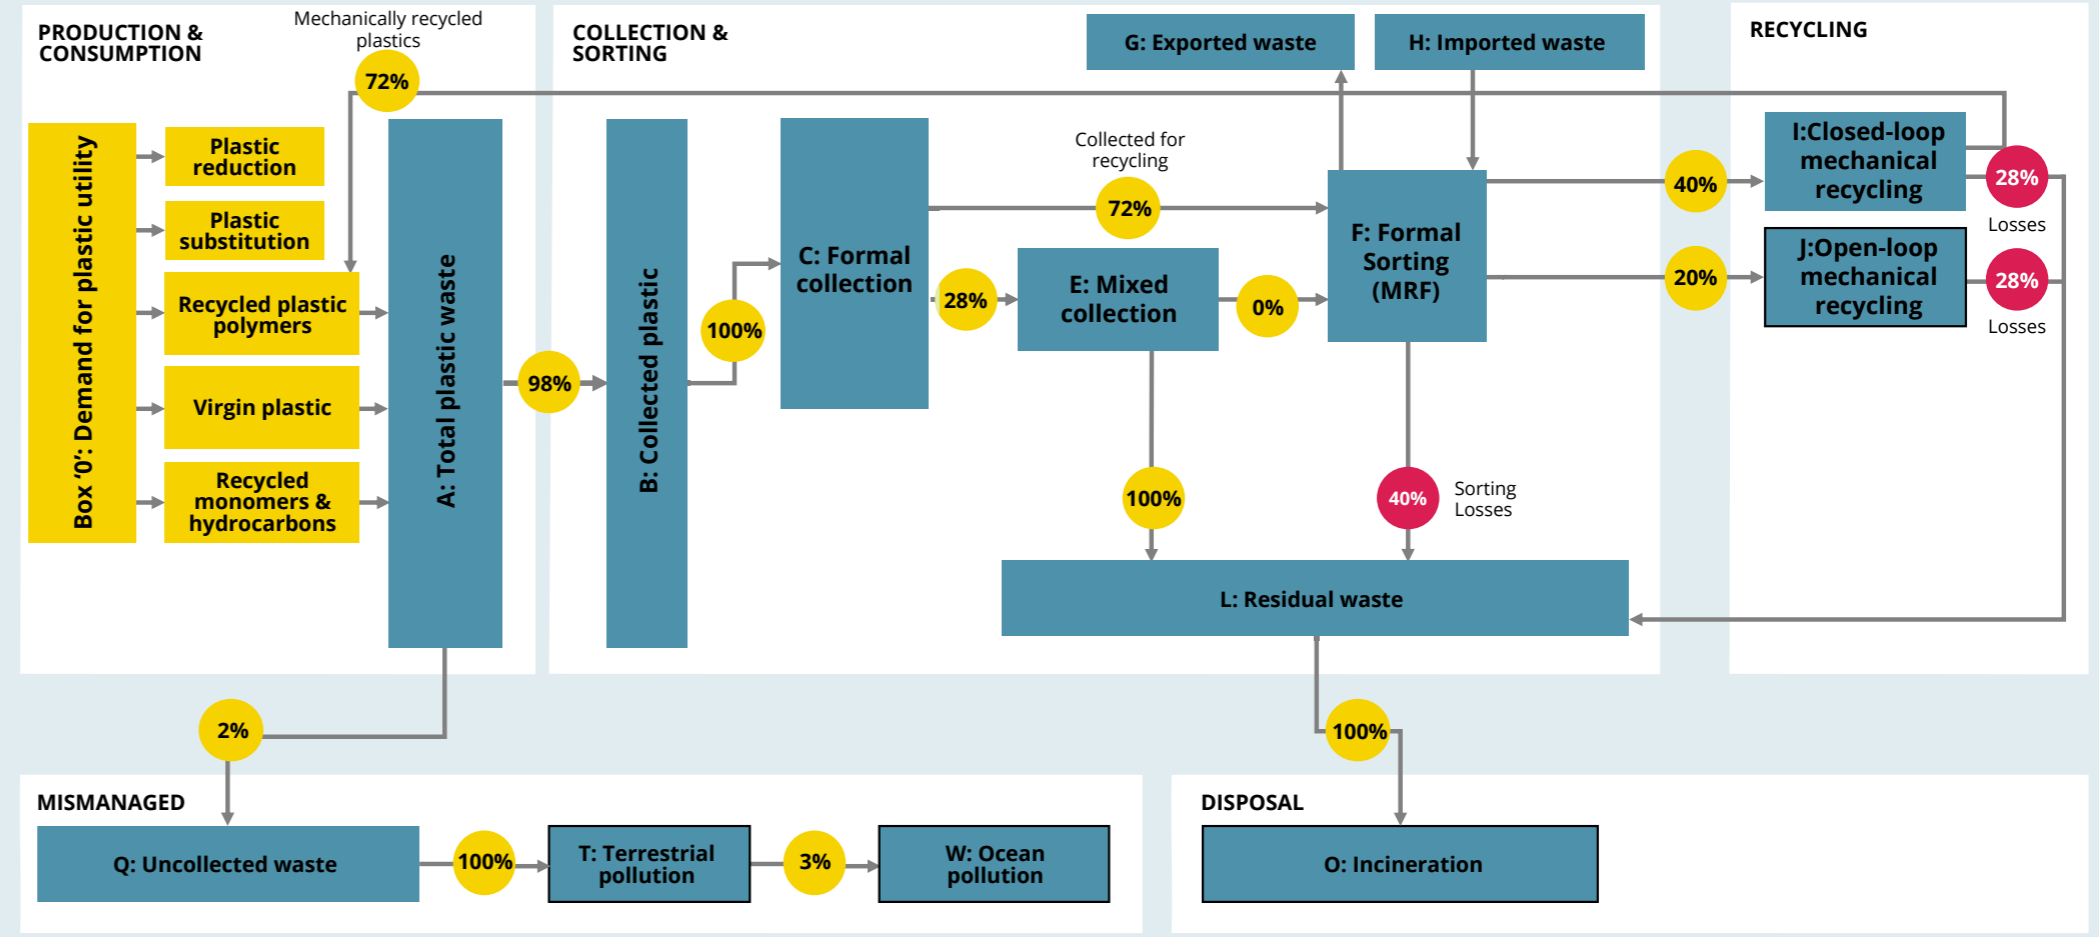 PRODUCTION &
CONSUMPTION
Mechanically recycled
plastics
72%
Box ‘0’: Demand for plastic utility
Plastic
reduction
Plastic
substitution
Recycled plastic
polymers
Virgin plastic
Recycled
monomers &
hydrocarbons
A: Total plastic waste
98%
COLLECTION &
SORTING
B: Collected plastic
100%
C: Formal
collection
Collected for
recycling
72%
28%
E: Mixed
collection
0%
G: Exported waste
H: Imported waste
F: Formal
Sorting
(MRF)
100%
40%
Sorting
Losses
L: Residual waste
40%
20%
RECYCLING
I:Closed-loop
mechanical
recycling
28%
Losses
J:Open-loop
mechanical
recycling
28%
Losses
2%
100%
MISMANAGED
Q: Uncollected waste
100%
T: Terrestrial
pollution
3%
W: Ocean
pollution
DISPOSAL
O: Incineration